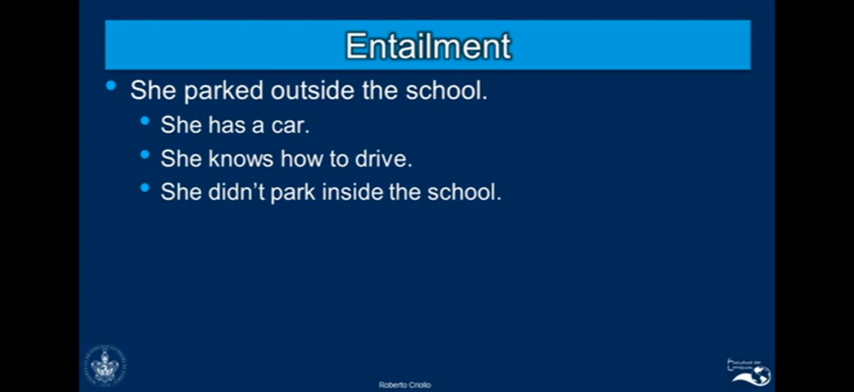 Entailment
She parked outside the school.
She has a car.
She knows how to drive.
She didn't park inside the school.
Roberto Criollo